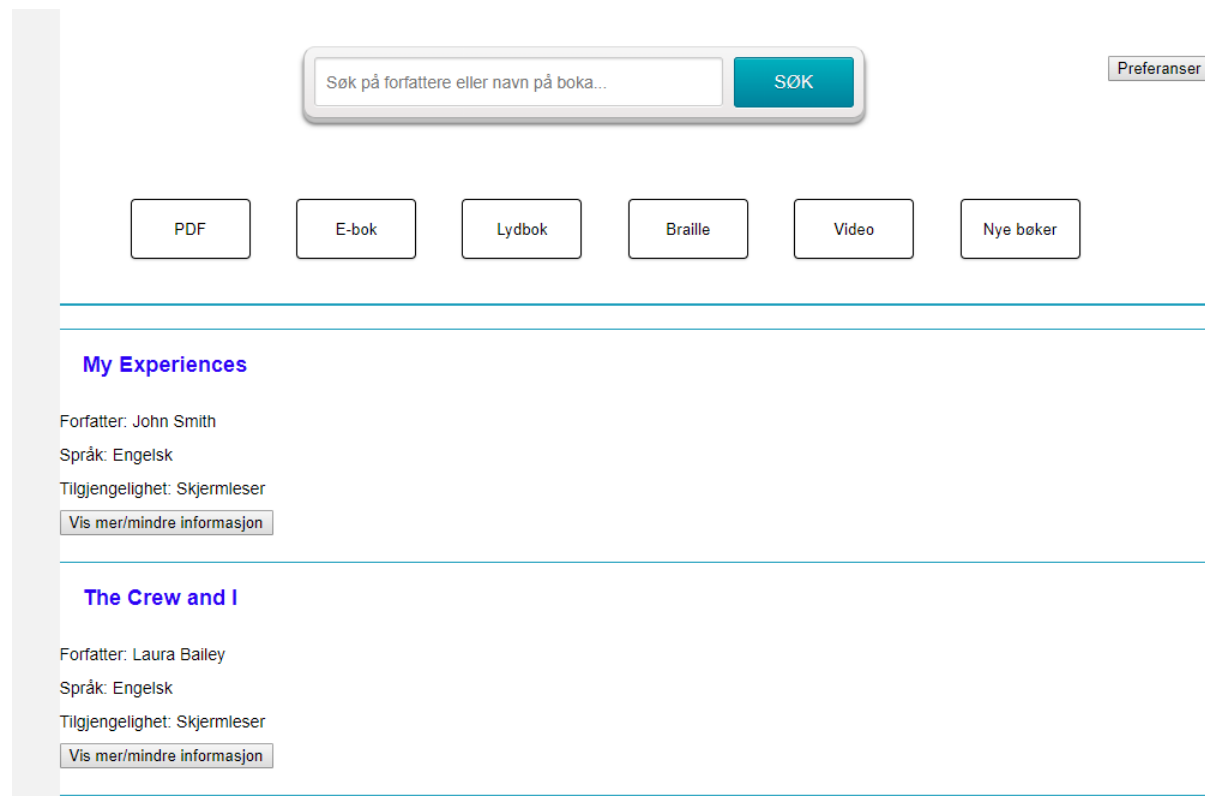 Søk på forfattere eller navn på boka...
SØK
Preferanser
PDF
E-bok
Lydbok
Braille
Video
Nye bøker
My Experiences
Forfatter: John Smith
Språk: Engelsk
Tilgjengelighet: Skjermleser
Vis mer/mindre informasjon
The Crew and I
Forfatter: Laura Bailey
Språk: Engelsk
Tilgjengelighet: Skjermleser
Vis mer/mindre informasjon